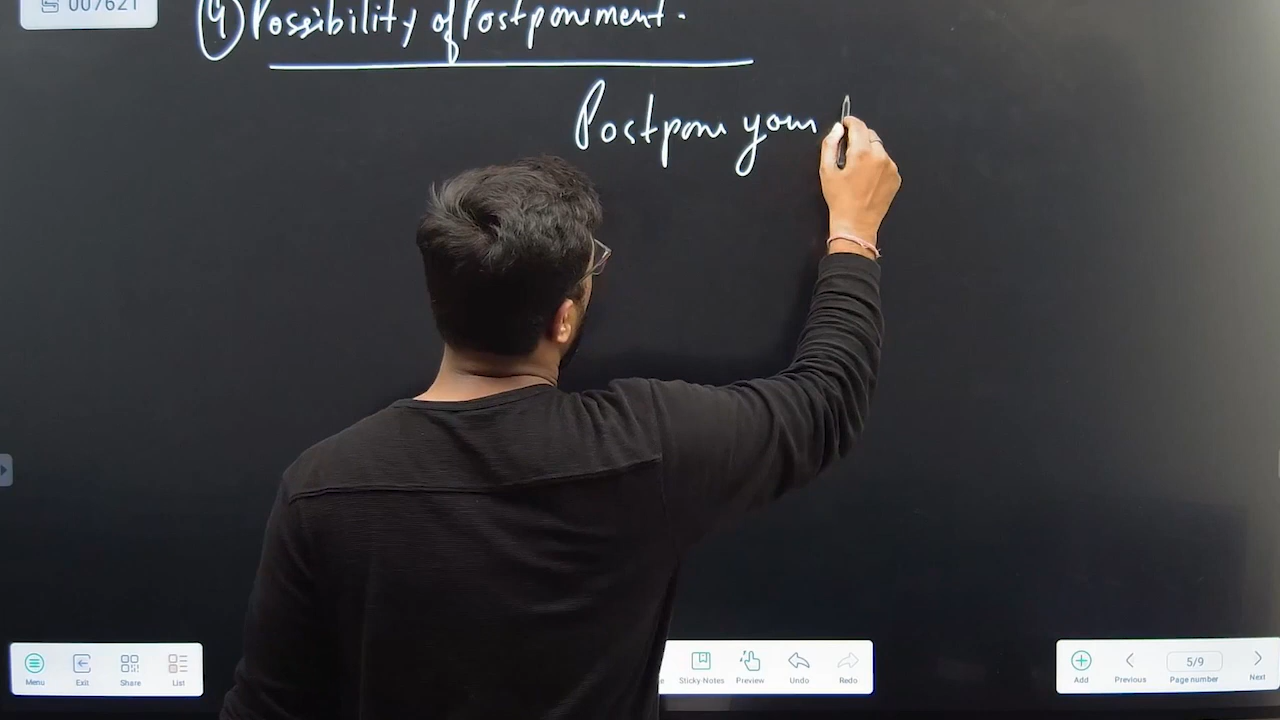 007621
④ Possibility of Postponement.
Postpone your
Menu Exit Share List
Sticky Notes Preview Undo Redo
Add Previous 5/9 Page number Next